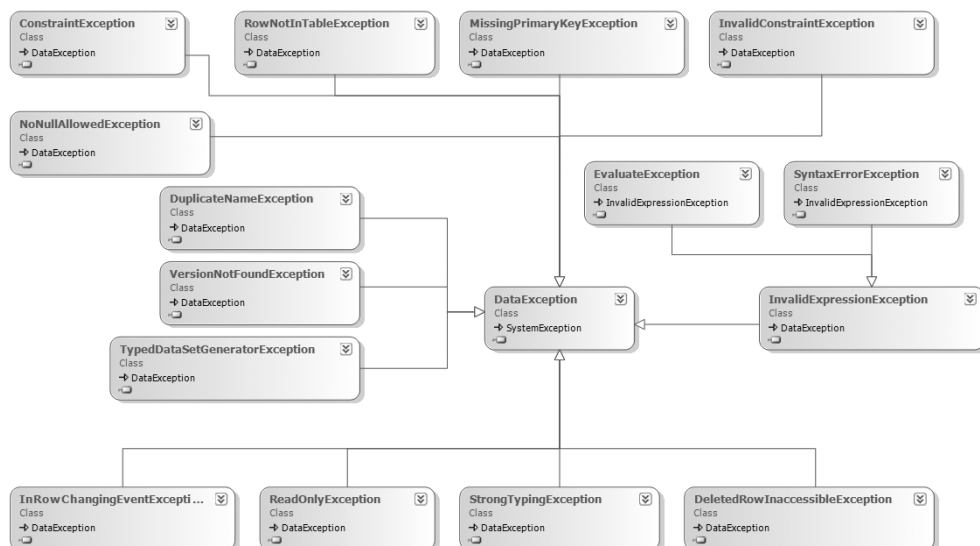 ConstraintException
Class
DataException
RowNotInTableException
Class
DataException
MissingPrimaryKeyException
Class
DataException
InvalidConstraintException
Class
DataException
NoNullAllowedException
Class
DataException
EvaluateException
Class
InvalidExpressionException
SyntaxErrorException
Class
InvalidExpressionException
DuplicateNameException
Class
DataException
VersionNotFoundException
Class
DataException
DataException
Class
SystemException
InvalidExpressionException
Class
DataException
TypedDataSetGeneratorException
Class
DataException
InRowChangingEventExcepti...
Class
DataException
ReadOnlyException
Class
DataException
StrongTypingException
Class
DataException
DeletedRowInaccessibleException
Class
DataException